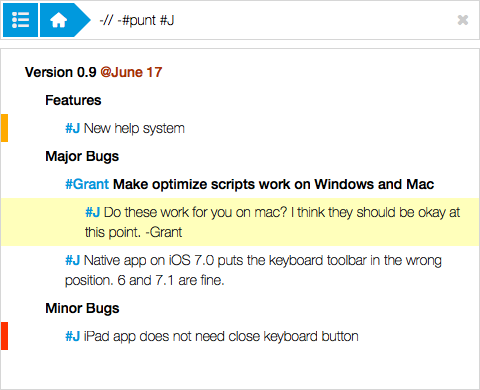 -// -#punt #J
Version 0.9 @June 17
Features
#J New help system
Major Bugs
#Grant Make optimize scripts work on Windows and Mac
#J Do these work for you on mac? I think they should be okay at
this point. -Grant
#J Native app on iOS 7.0 puts the keyboard toolbar in the wrong
position. 6 and 7.1 are fine.
Minor Bugs
#J iPad app does not need close keyboard button